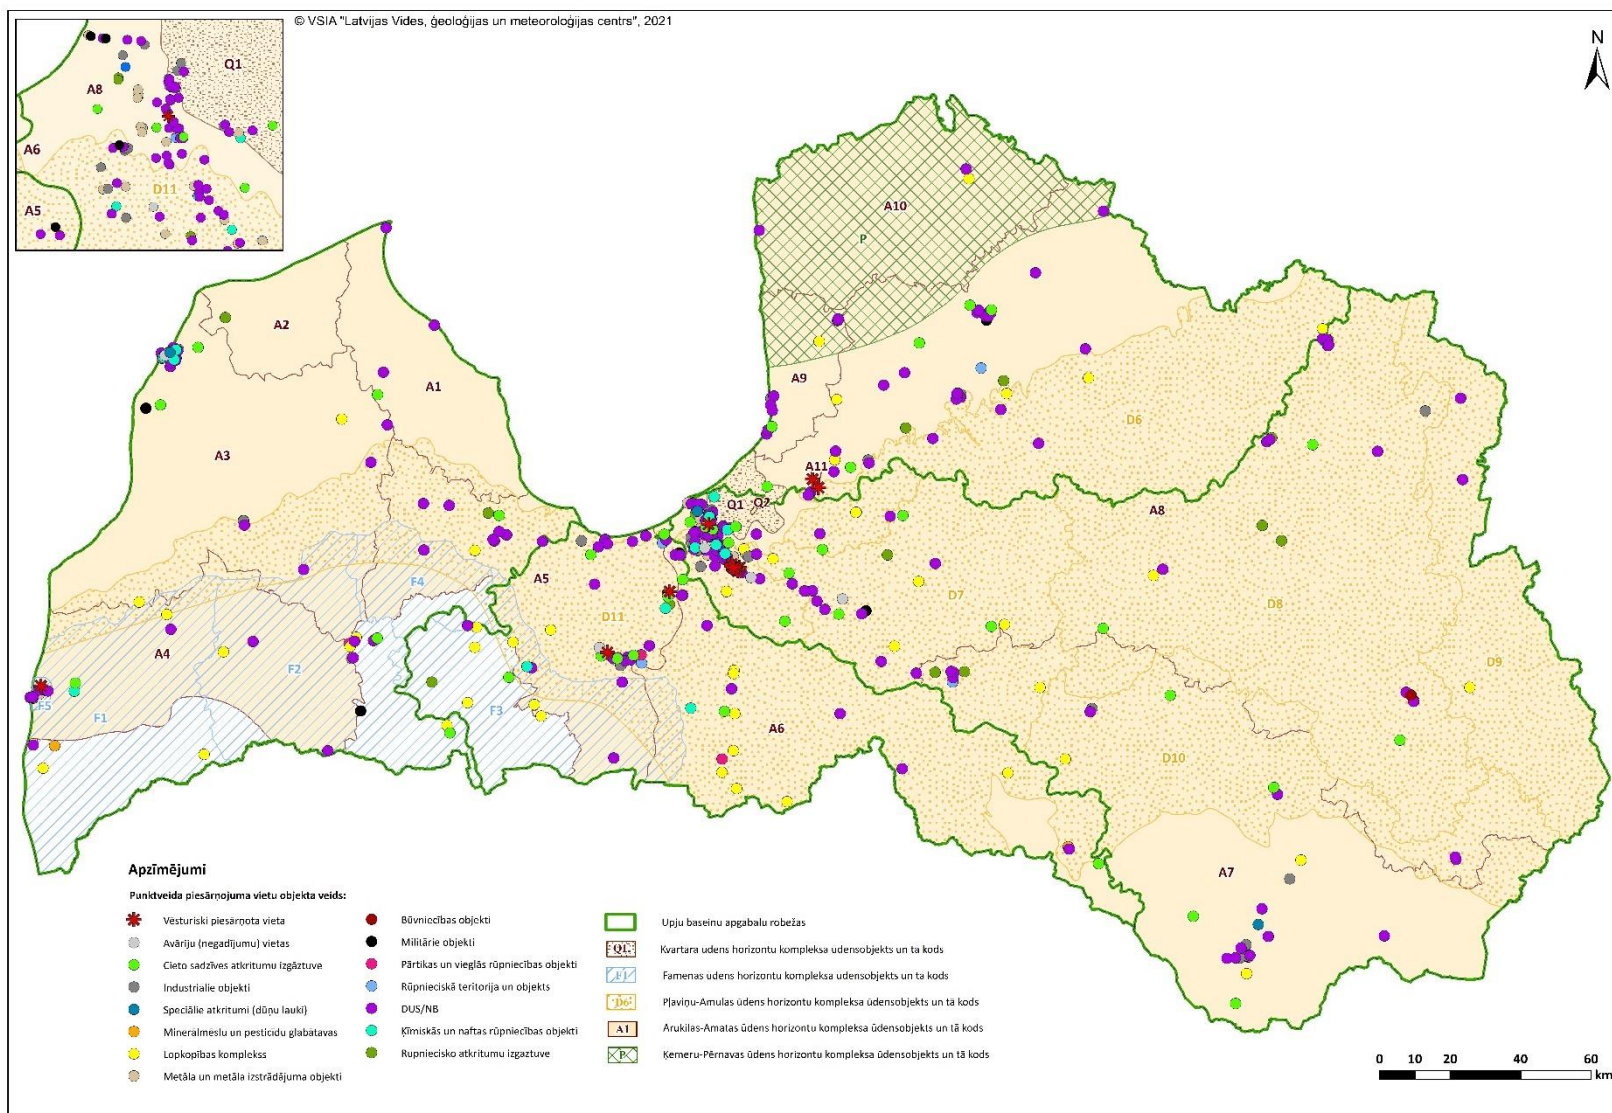 © VSIA "Latvijas Vides, ģeoloģijas un meteoroloģijas centrs", 2021
N
Q1
A8
A6
D11
A5
A10
P
A2
A1
A9
A3
D6
A11
Q1
Q2
A8
F4
A5
D11
D7
D8
D9
A4
F2
F5
F1
F3
A6
D10
A7
Apzīmējumi
Punktveida piesārņojuma vietu objekta veids:
Vēsturiski piesārņota vieta
Avāriju (negadījumu) vietas
Cieto sadzīves atkritumu izgāztuve
Industriālie objekti
Speciālie atkritumi (dūņu lauki)
Minerālmēslu un pesticīdu glabātavas
Lopkopības komplekss
Metāla un metāla izstrādājuma objekti
Būvniecības objekti
Militārie objekti
Pārtikas un vieglās rūpniecības objekti
Rūpnieciskā teritorija un objekts
DUS/NB
Ķīmiskās un naftas rūpniecības objekti
Rūpniecisko atkritumu izgāztuve
Upju baseinu apgabalu robežas
Q1 Kvartāra ūdens horizontu kompleksa ūdensobjekts un tā kods
F1 Famenas ūdens horizontu kompleksa ūdensobjekts un tā kods
D6 Pļaviņu-Amulas ūdens horizontu kompleksa ūdensobjekts un tā kods
A1 Arukilas-Amatas ūdens horizontu kompleksa ūdensobjekts un tā kods
P Ķemeru-Pērnavas ūdens horizontu kompleksa ūdensobjekts un tā kods
0 10 20 40 60
km